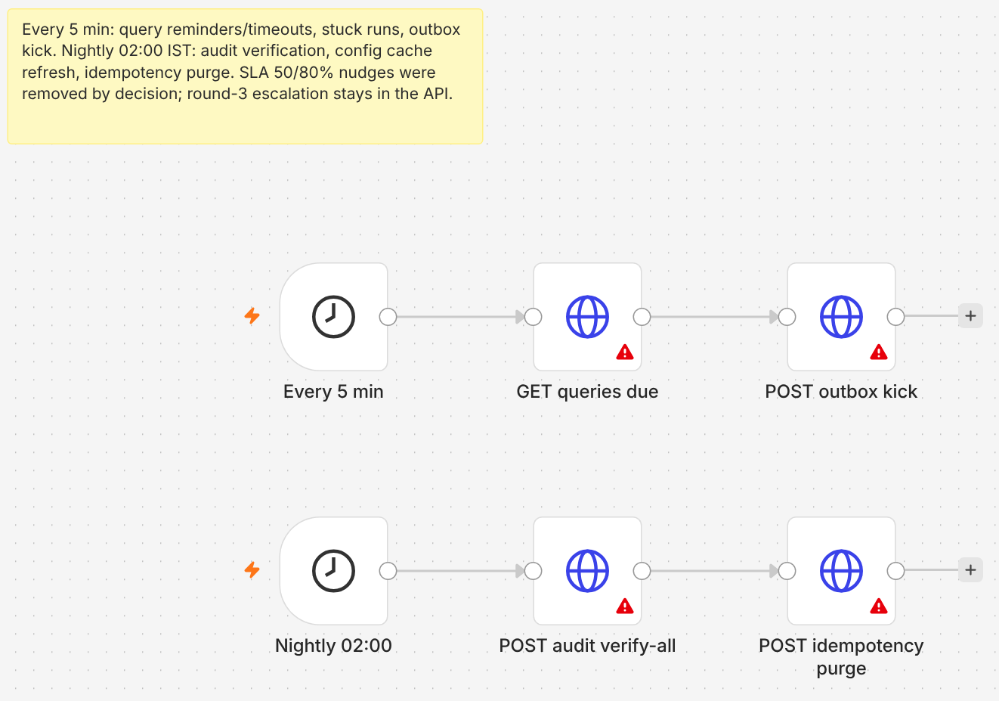 Every 5 min: query reminders/timeouts, stuck runs, outbox
kick. Nightly 02:00 IST: audit verification, config cache
refresh, idempotency purge. SLA 50/80% nudges were
removed by decision; round-3 escalation stays in the API.
Every 5 min
GET queries due
POST outbox kick
Nightly 02:00
POST audit verify-all
POST idempotency
purge